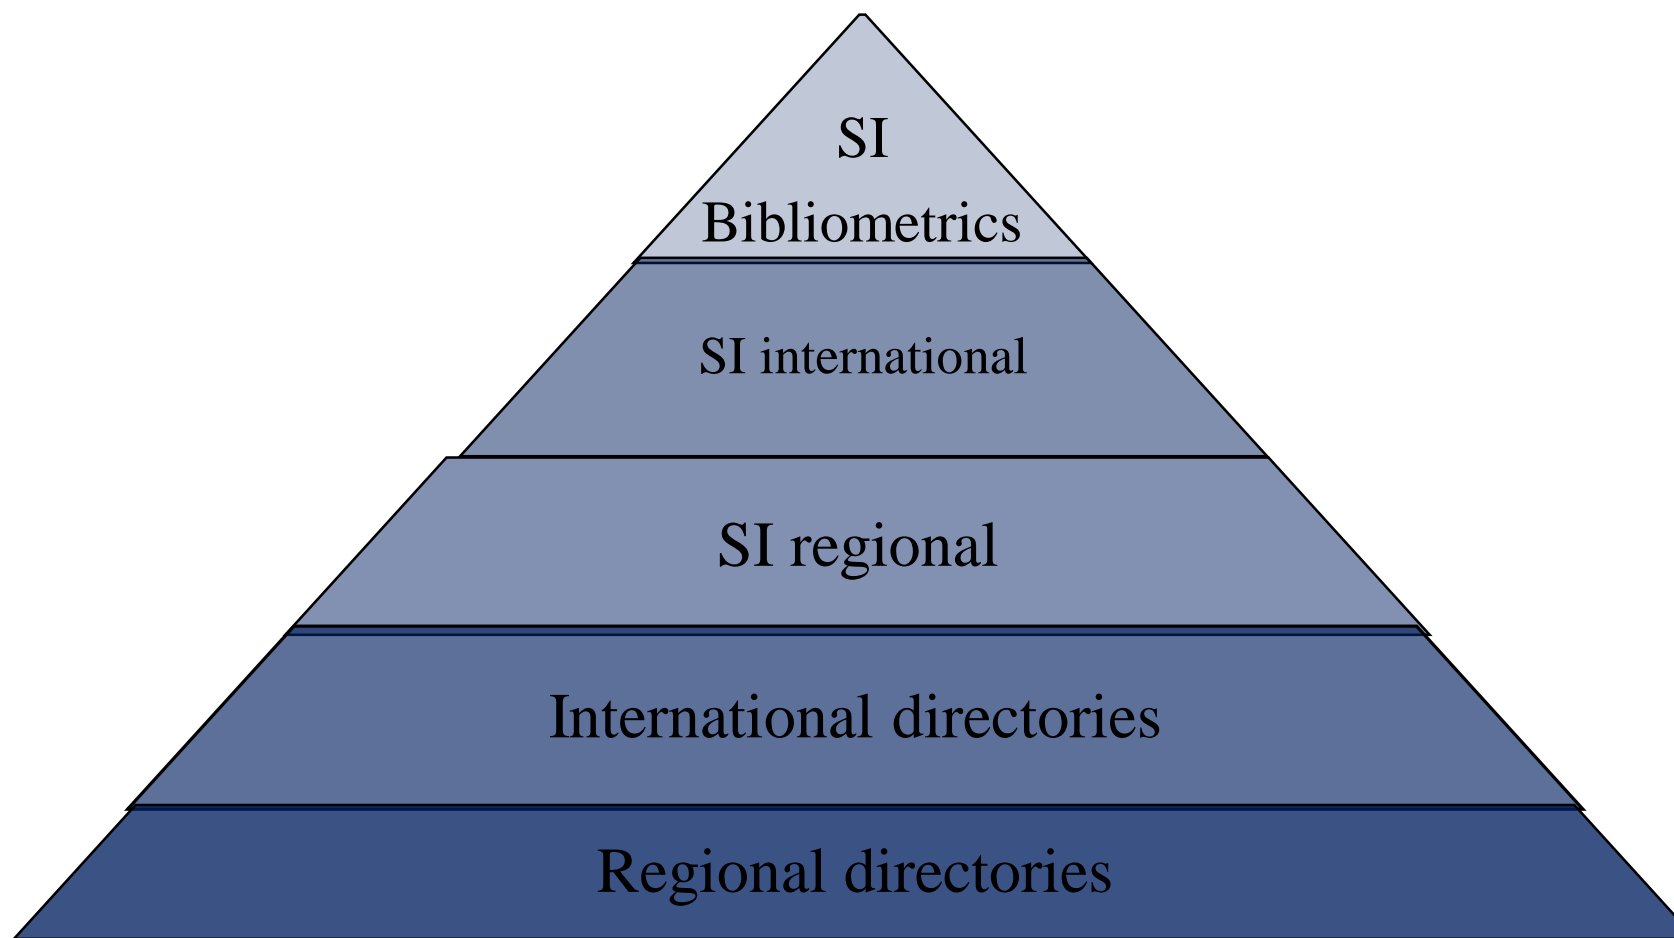 SI
Bibliometrics
SI international
SI regional
International directories
Regional directories